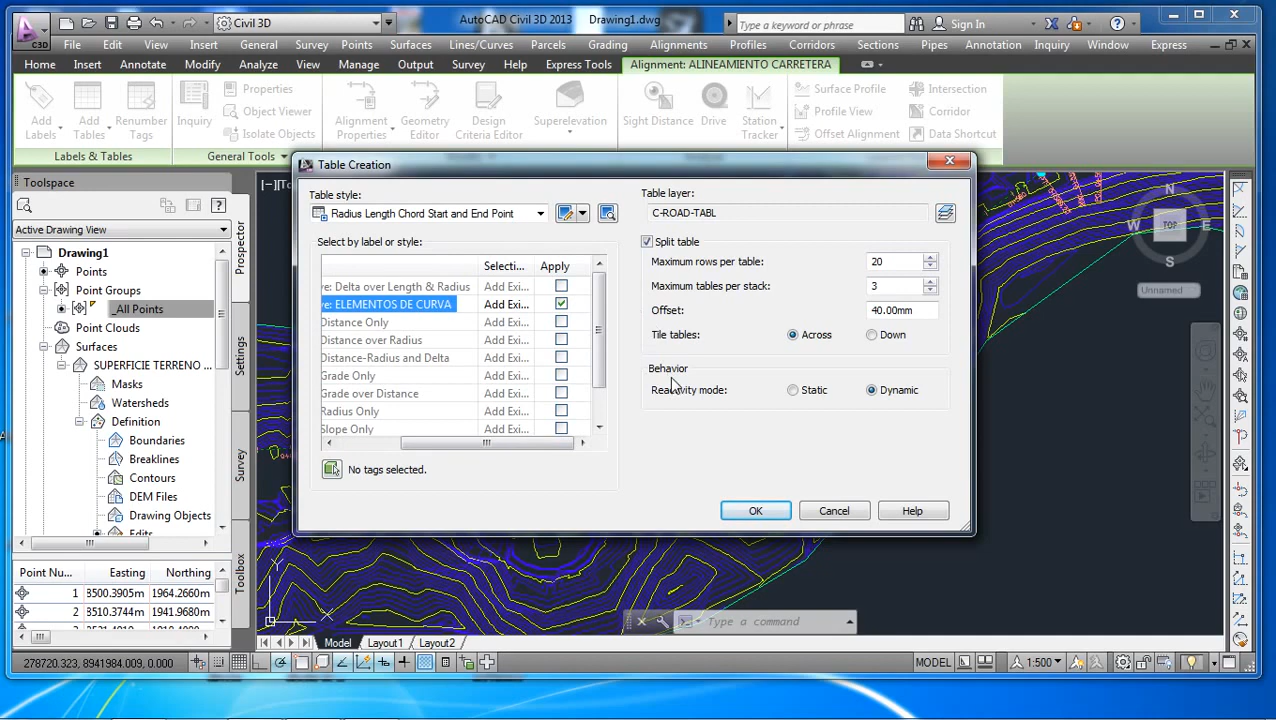 C3D
Civil 3D
AutoCAD Civil 3D 2013 Drawing1.dwg
Type a keyword or phrase
Sign In
File Edit View Insert General Survey Points Surfaces Lines/Curves Parcels Grading Alignments Profiles Corridors Sections Pipes Annotation Inquiry Window Express
Home Insert Annotate Modify Analyze View Manage Output Survey Help Express Tools Alignment: ALINEAMIENTO CARRETERA
Add Labels
Add Tables
Renumber Tags
Inquiry
Properties
Object Viewer
Isolate Objects
Alignment Properties
Geometry Editor
Design Criteria Editor
Superelevation
Sight Distance
Drive
Station Tracker
Surface Profile
Profile View
Offset Alignment
Intersection
Corridor
Data Shortcut
Labels & Tables
General Tools
Toolspace
Active Drawing View
Drawing1
Points
Point Groups
_All Points
Point Clouds
Surfaces
SUPERFICIE TERRENO ...
Masks
Watersheds
Definition
Boundaries
Breaklines
Contours
DEM Files
Drawing Objects
Edits
Prospector
Settings
Survey
Toolbox
Point Nu... Easting Northing
1 3500.3905m 1964.2660m
2 3510.3744m 1941.9680m
Table Creation
Table style:
Radius Length Chord Start and End Point
Select by label or style:
Selecti... Apply
ve: Delta over Length & Radius Add Exi...
ve: ELEMENTOS DE CURVA Add Exi...
Distance Only Add Exi...
Distance over Radius Add Exi...
Distance-Radius and Delta Add Exi...
Grade Only Add Exi...
Grade over Distance Add Exi...
Radius Only Add Exi...
Slope Only Add Exi...
No tags selected.
Table layer:
C-ROAD-TABL
Split table
Maximum rows per table: 20
Maximum tables per stack: 3
Offset: 40.00mm
Tile tables: Across Down
Behavior
Reactivity mode: Static Dynamic
OK Cancel Help
N
W TOP E
S
Unnamed
Y
X
Type a command
Model Layout1 Layout2
278720.323, 8941984.009, 0.000
MODEL
1:500